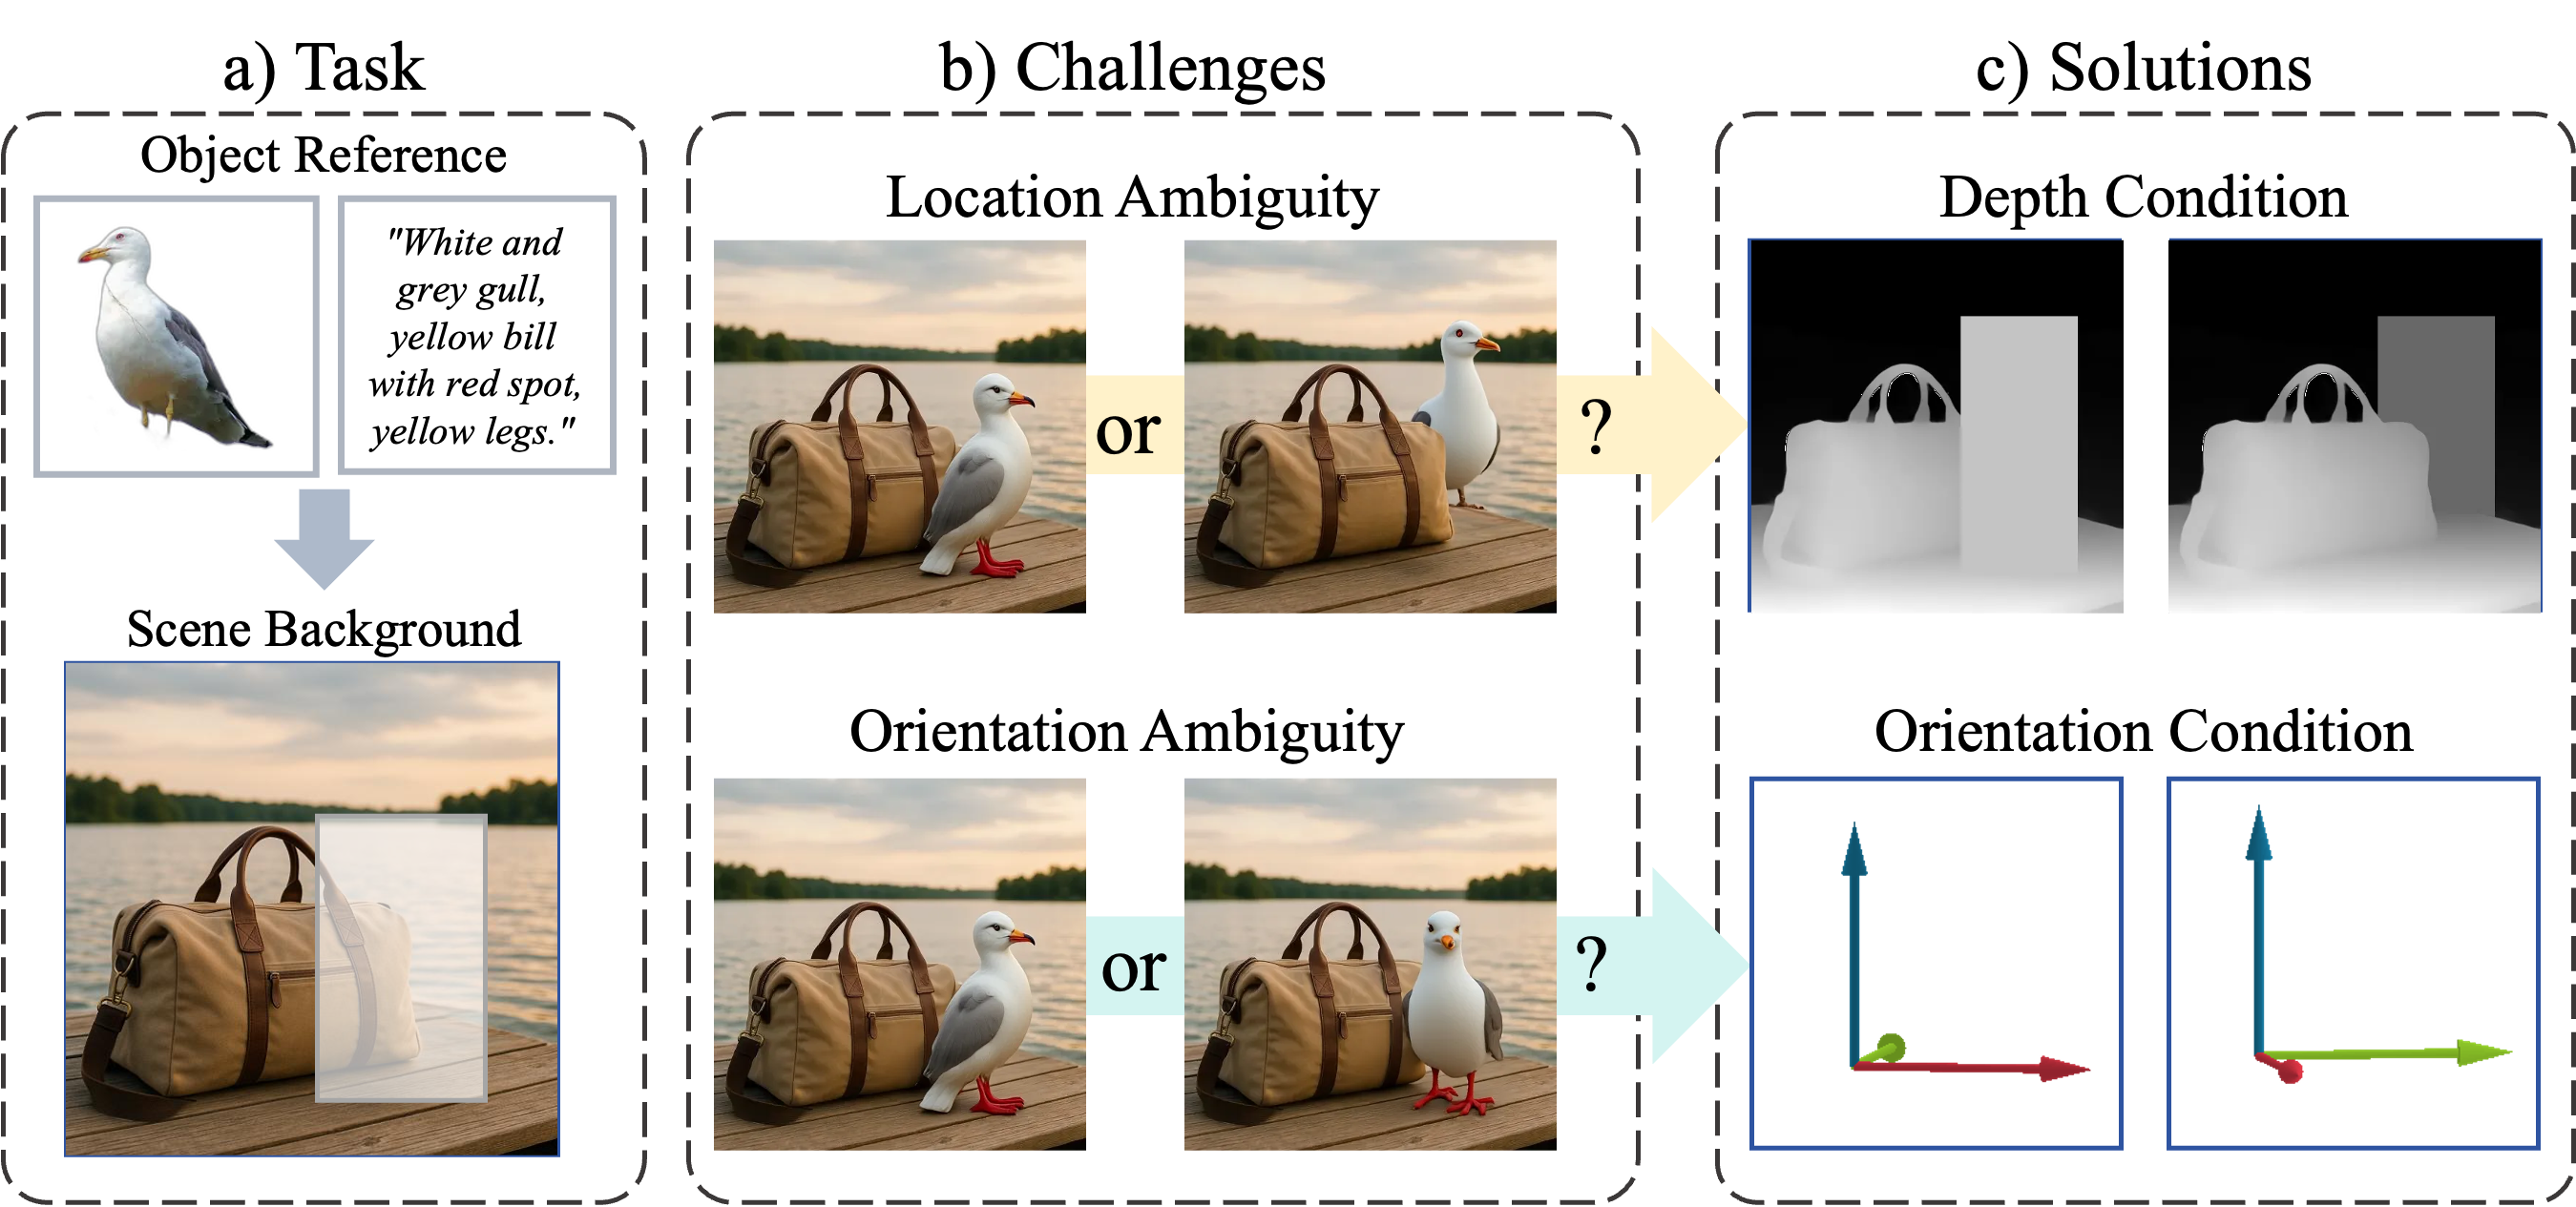 a) Task
Object Reference
"White and
grey gull,
yellow bill
with red spot,
yellow legs."
Scene Background
b) Challenges
Location Ambiguity
or
?
Orientation Ambiguity
or
?
c) Solutions
Depth Condition
Orientation Condition